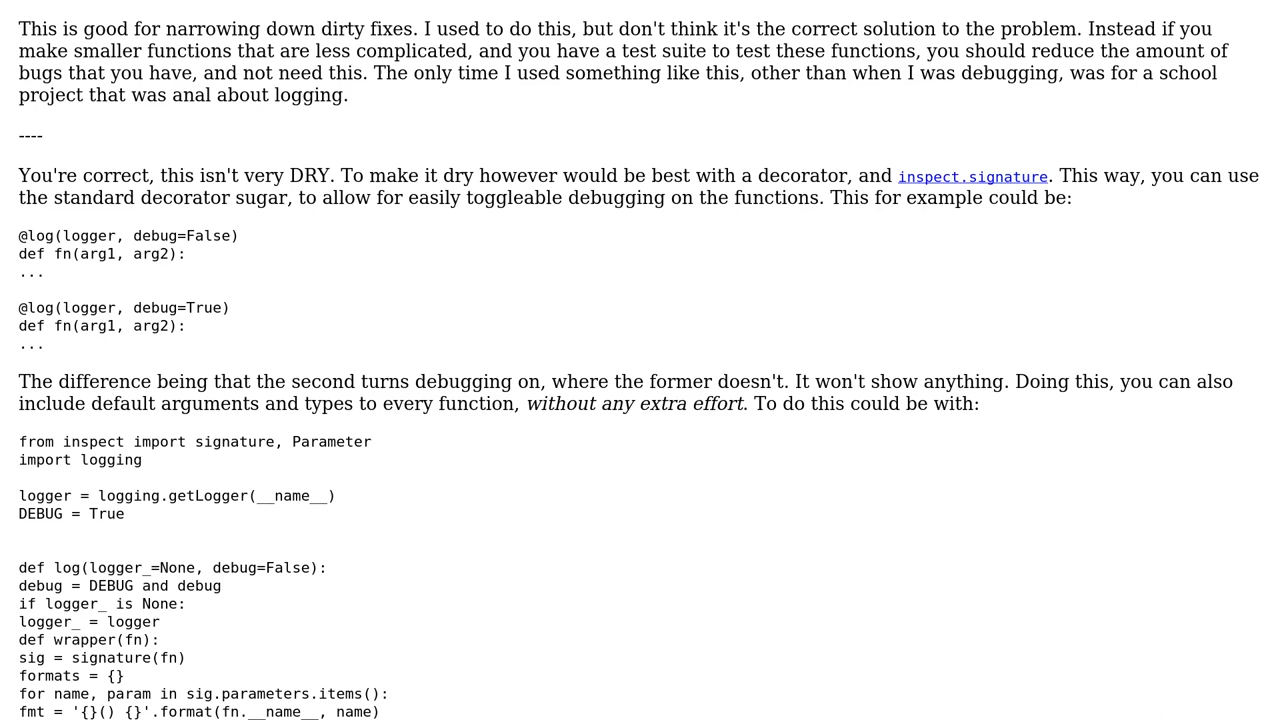 This is good for narrowing down dirty fixes. I used to do this, but don't think it's the correct solution to the problem. Instead if you
make smaller functions that are less complicated, and you have a test suite to test these functions, you should reduce the amount of
bugs that you have, and not need this. The only time I used something like this, other than when I was debugging, was for a school
project that was anal about logging.
----
You're correct, this isn't very DRY. To make it dry however would be best with a decorator, and inspect.signature. This way, you can use
the standard decorator sugar, to allow for easily toggleable debugging on the functions. This for example could be:
@log(logger, debug=False)
def fn(arg1, arg2):
...
@log(logger, debug=True)
def fn(arg1, arg2):
...
The difference being that the second turns debugging on, where the former doesn't. It won't show anything. Doing this, you can also
include default arguments and types to every function, without any extra effort. To do this could be with:
from inspect import signature, Parameter
import logging
logger = logging.getLogger(__name__)
DEBUG = True
def log(logger_=None, debug=False):
debug = DEBUG and debug
if logger_ is None:
logger_ = logger
def wrapper(fn):
sig = signature(fn)
formats = {}
for name, param in sig.parameters.items():
fmt = '{}() {}'.format(fn.__name__, name)